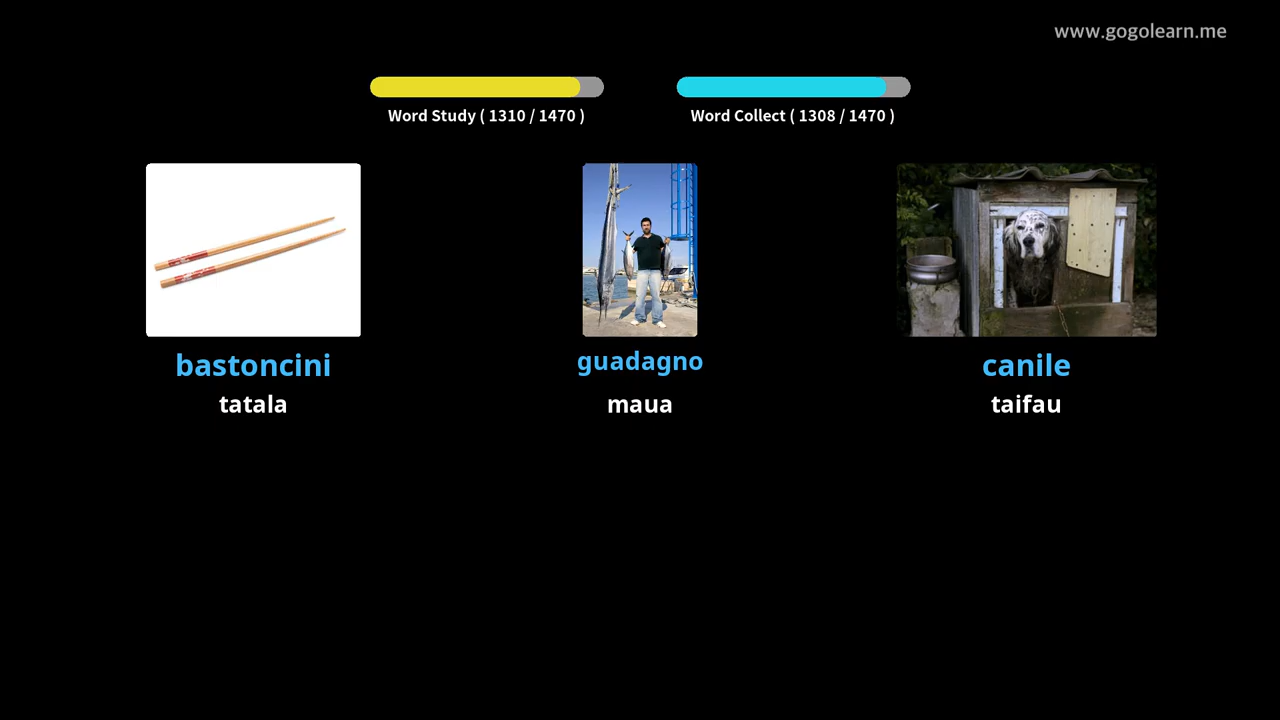 www.gogolearn.me
Word Study ( 1310 / 1470 )
Word Collect ( 1308 / 1470 )
bastoncini
guadagno
canile
tatala
maua
taifau